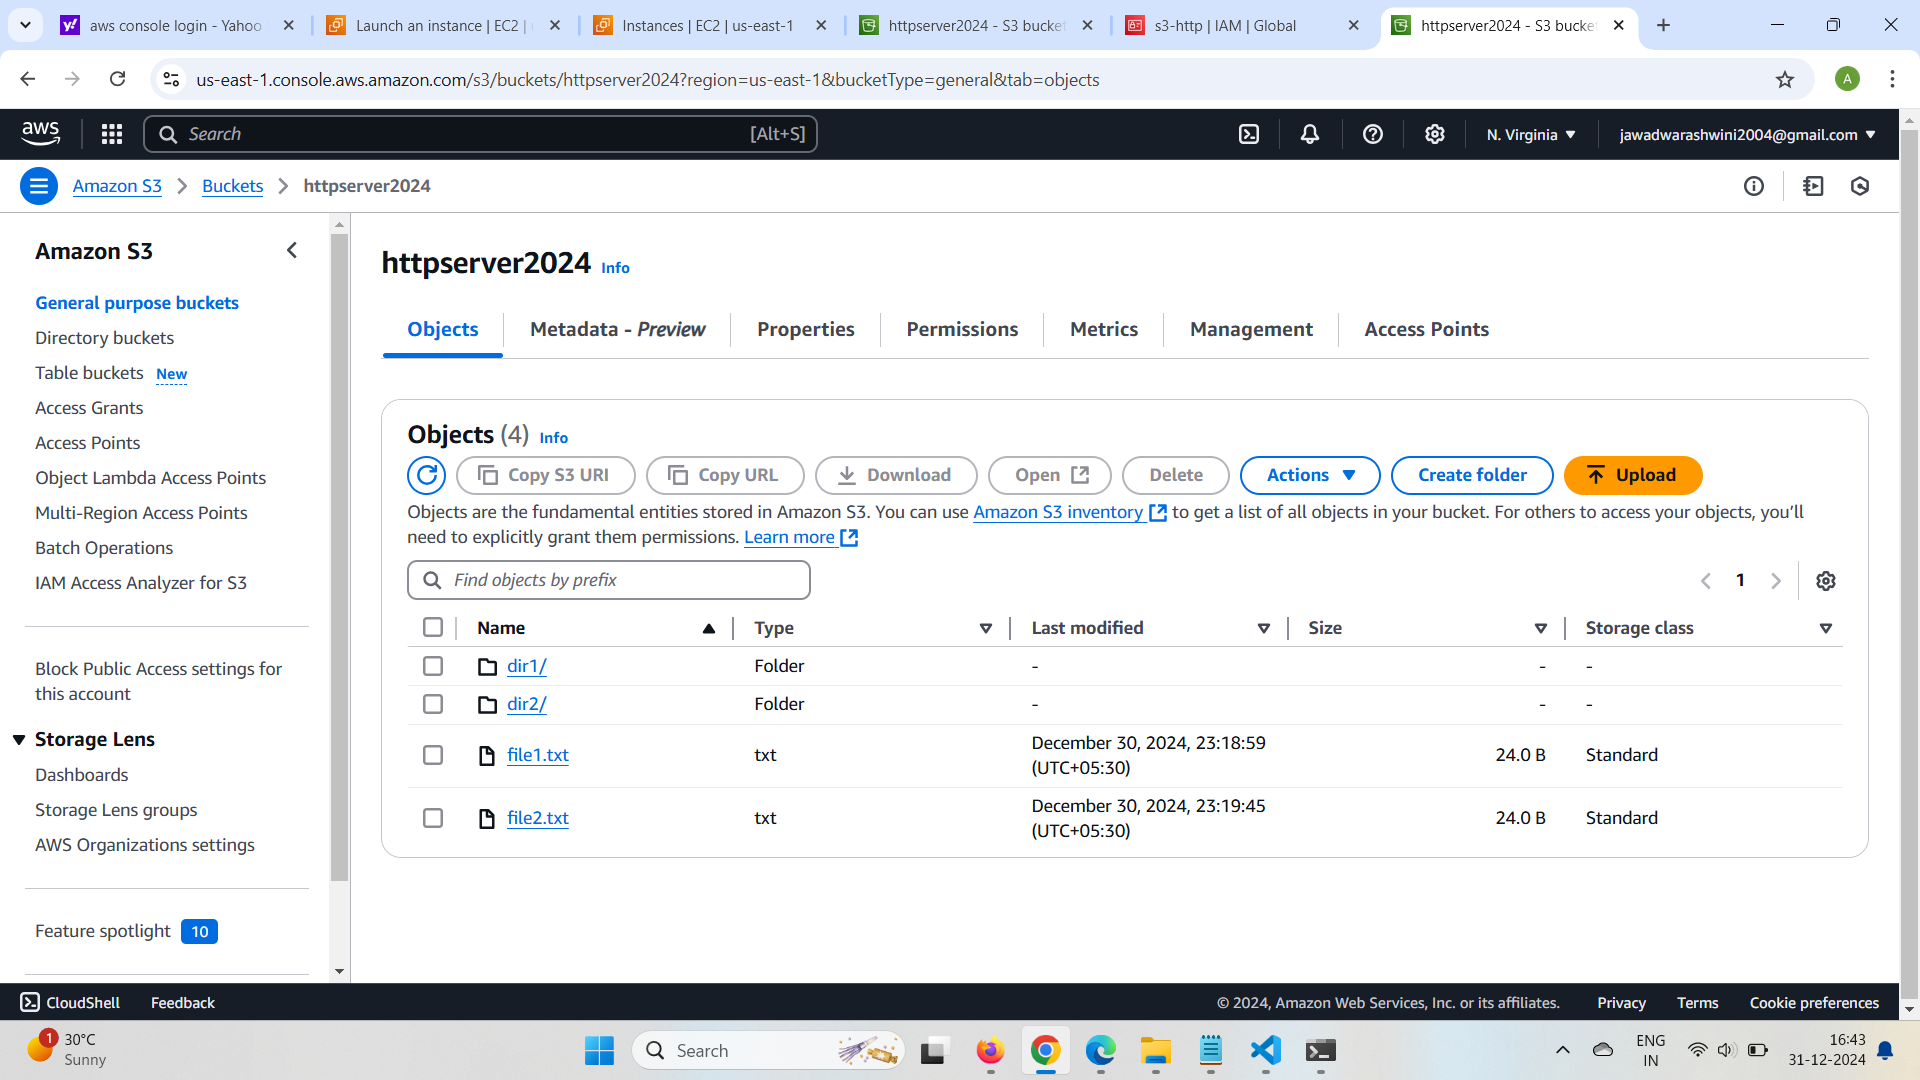 aws console login - Yahoo
Launch an instance | EC2 |
Instances | EC2 | us-east-1
httpserver2024 - S3 bucket
s3-http | IAM | Global
httpserver2024 - S3 bucket
us-east-1.console.aws.amazon.com/s3/buckets/httpserver2024?region=us-east-1&bucketType=general&tab=objects
A
aws
Search
[Alt+S]
N. Virginia
jawadwarashwini2004@gmail.com
Amazon S3
Buckets
httpserver2024
Amazon S3
General purpose buckets
Directory buckets
Table buckets New
Access Grants
Access Points
Object Lambda Access Points
Multi-Region Access Points
Batch Operations
IAM Access Analyzer for S3
Block Public Access settings for
this account
Storage Lens
Dashboards
Storage Lens groups
AWS Organizations settings
Feature spotlight 10
httpserver2024 Info
Objects
Metadata - Preview
Properties
Permissions
Metrics
Management
Access Points
Objects (4) Info
Copy S3 URI
Copy URL
Download
Open
Delete
Actions
Create folder
Upload
Objects are the fundamental entities stored in Amazon S3. You can use Amazon S3 inventory to get a list of all objects in your bucket. For others to access your objects, you'll
need to explicitly grant them permissions. Learn more
Find objects by prefix
1
Name Type Last modified Size Storage class
dir1/ Folder - - -
dir2/ Folder - - -
file1.txt txt December 30, 2024, 23:18:59 24.0 B Standard
(UTC+05:30)
file2.txt txt December 30, 2024, 23:19:45 24.0 B Standard
(UTC+05:30)
CloudShell
Feedback
© 2024, Amazon Web Services, Inc. or its affiliates.
Privacy
Terms
Cookie preferences
1
30°C
Sunny
Search
ENG
IN
16:43
31-12-2024